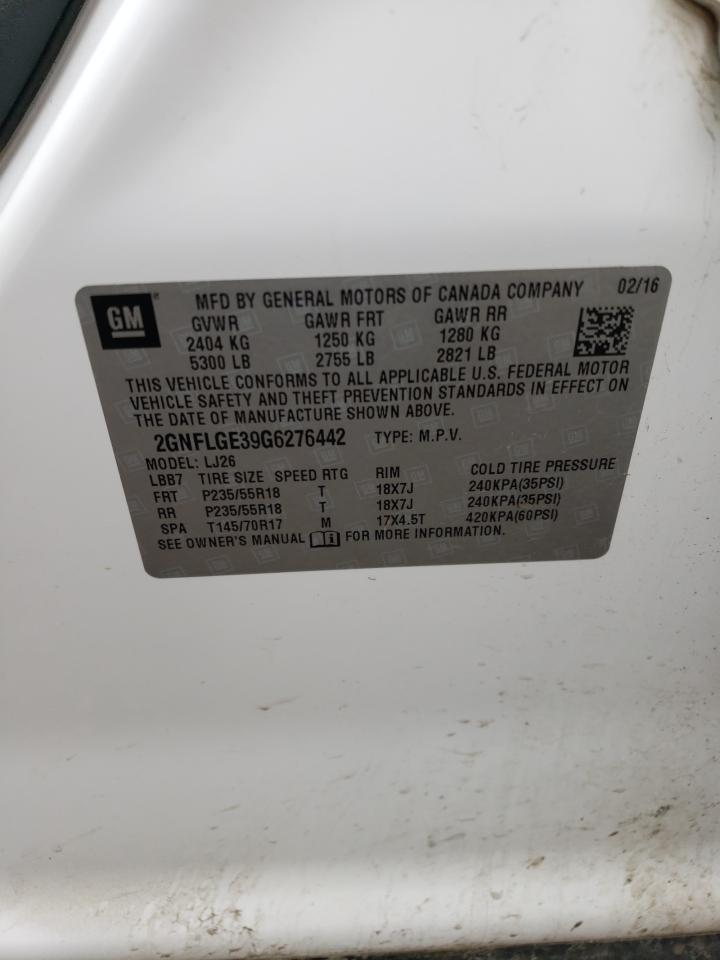 GM ® MFD BY GENERAL MOTORS OF CANADA COMPANY 02/16
GVWR GAWR FRT GAWR RR
2404 KG 1250 KG 1280 KG
5300 LB 2755 LB 2821 LB
THIS VEHICLE CONFORMS TO ALL APPLICABLE U.S. FEDERAL MOTOR
VEHICLE SAFETY AND THEFT PREVENTION STANDARDS IN EFFECT ON
THE DATE OF MANUFACTURE SHOWN ABOVE.
2GNFLGE39G6276442 TYPE: M.P.V.
MODEL: LJ26
LBB7 TIRE SIZE SPEED RTG RIM COLD TIRE PRESSURE
FRT P235/55R18 T 18X7J 240KPA(35PSI)
RR P235/55R18 T 18X7J 240KPA(35PSI)
SPA T145/70R17 M 17X4.5T 420KPA(60PSI)
SEE OWNER'S MANUAL FOR MORE INFORMATION.